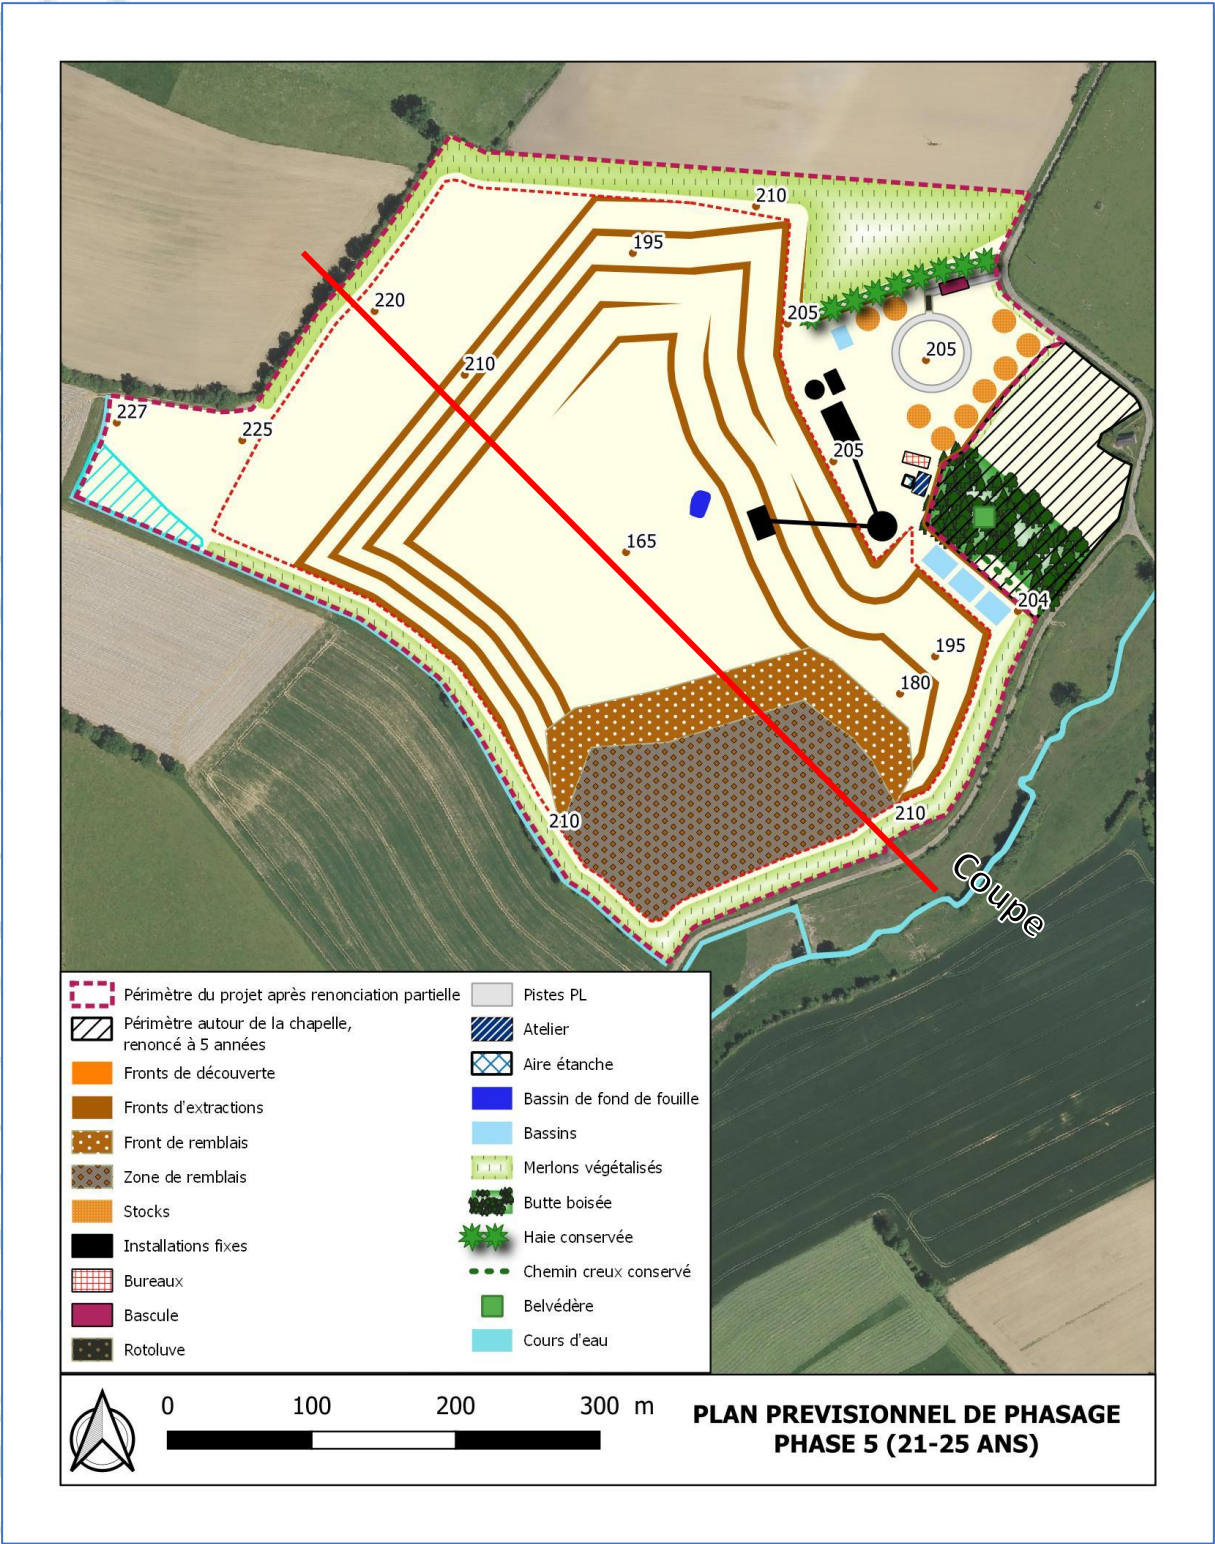 210
195
220
205
210
205
227
225
205
165
204
195
180
210
210
Coupe
Périmètre du projet après renonciation partielle
Périmètre autour de la chapelle,
renoncé à 5 années
Fronts de découverte
Fronts d'extractions
Front de remblais
Zone de remblais
Stocks
Installations fixes
Bureaux
Bascule
Rotoluve
Pistes PL
Atelier
Aire étanche
Bassin de fond de fouille
Bassins
Merlons végétalisés
Butte boisée
Haie conservée
Chemin creux conservé
Belvédère
Cours d'eau
0 100 200 300 m
PLAN PREVISIONNEL DE PHASAGE
PHASE 5 (21-25 ANS)